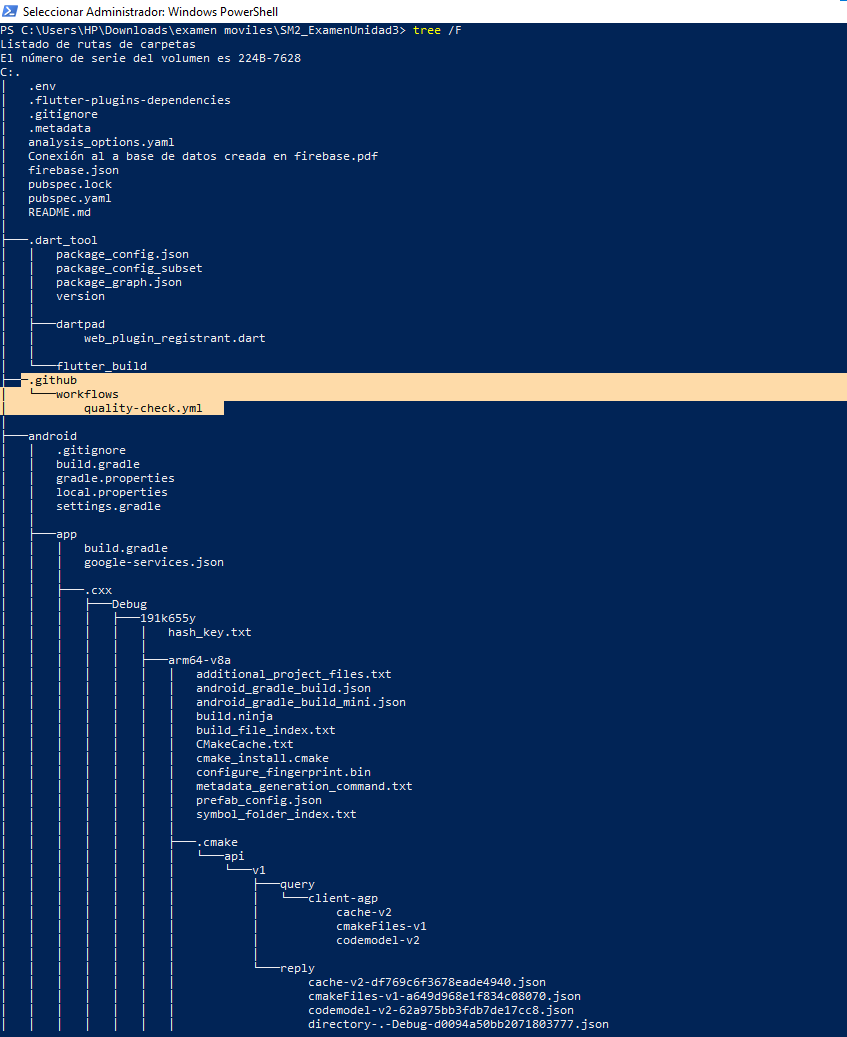 Seleccionar Administrador: Windows PowerShell
PS C:\Users\HP\Downloads\examen moviles\SM2_ExamenUnidad3> tree /F
Listado de rutas de carpetas
El número de serie del volumen es 224B-7628
C:.
.env
.flutter-plugins-dependencies
.gitignore
.metadata
analysis_options.yaml
Conexión al a base de datos creada en firebase.pdf
firebase.json
pubspec.lock
pubspec.yaml
README.md
.dart_tool
package_config.json
package_config_subset
package_graph.json
version
dartpad
web_plugin_registrant.dart
flutter_build
.github
workflows
quality-check.yml
android
.gitignore
build.gradle
gradle.properties
local.properties
settings.gradle
app
build.gradle
google-services.json
.cxx
Debug
191k655y
hash_key.txt
arm64-v8a
additional_project_files.txt
android_gradle_build.json
android_gradle_build_mini.json
build.ninja
build_file_index.txt
CMakeCache.txt
cmake_install.cmake
configure_fingerprint.bin
metadata_generation_command.txt
prefab_config.json
symbol_folder_index.txt
.cmake
api
v1
query
client-agp
cache-v2
cmakeFiles-v1
codemodel-v2
reply
cache-v2-df769c6f3678eade4940.json
cmakeFiles-v1-a649d968e1f834c08070.json
codemodel-v2-62a975bb3fdb7de17cc8.json
directory-.-Debug-d0094a50bb2071803777.json